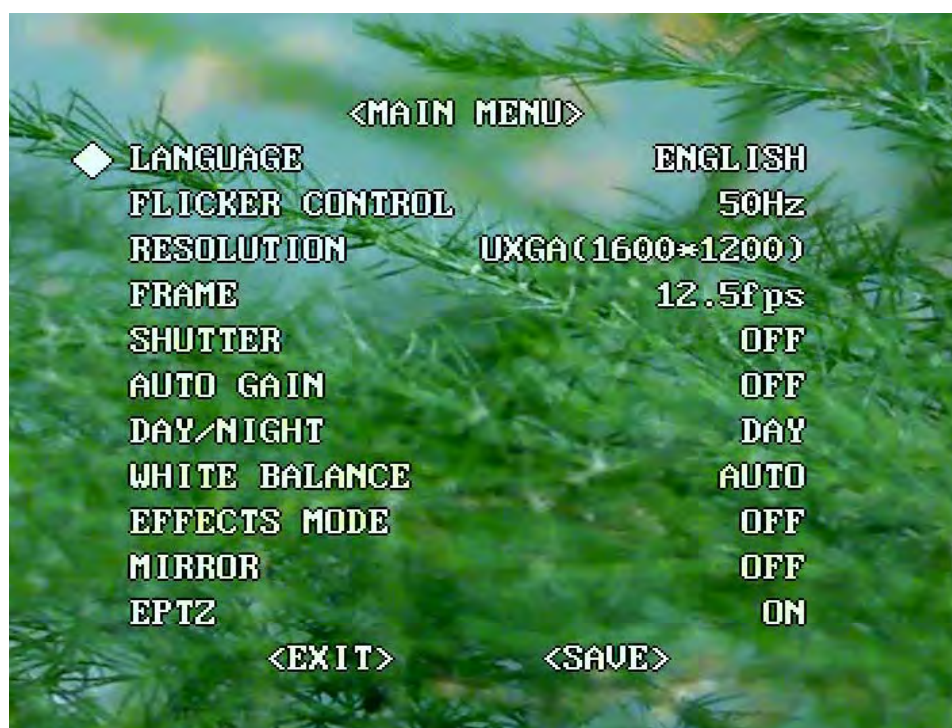 <MAIN MENU>
LANGUAGE ENGLISH
FLICKER CONTROL 50Hz
RESOLUTION UXGA(1600*1200)
FRAME 12.5fps
SHUTTER OFF
AUTO GAIN OFF
DAY/NIGHT DAY
WHITE BALANCE AUTO
EFFECTS MODE OFF
MIRROR OFF
EPTZ ON
<EXIT> <SAVE>